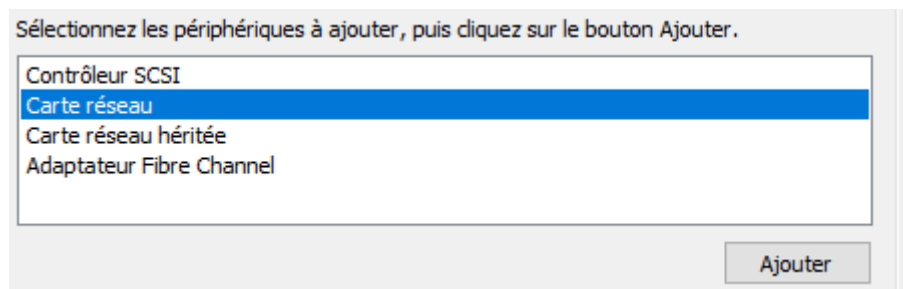 Sélectionnez les périphériques à ajouter, puis cliquez sur le bouton Ajouter.
Contrôleur SCSI
Carte réseau
Carte réseau héritée
Adaptateur Fibre Channel
Ajouter